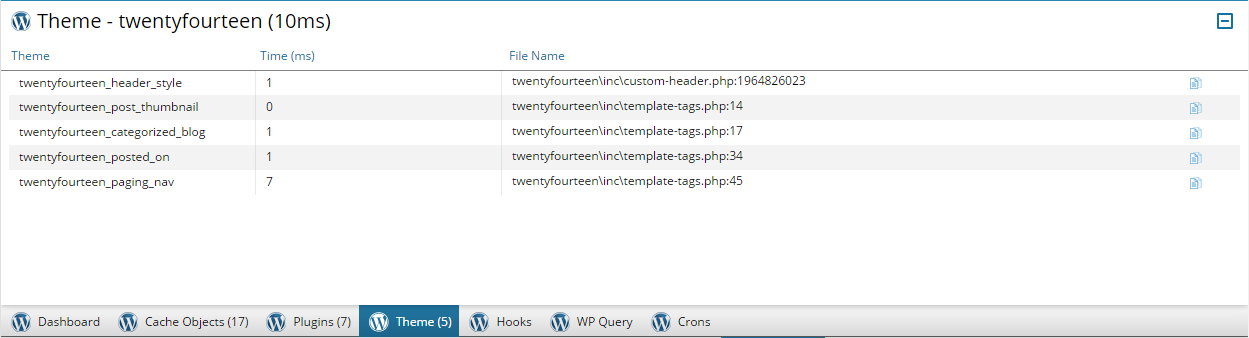 Theme - twentyfourteen (10ms)
Theme Time (ms) File Name
twentyfourteen_header_style 1 twentyfourteen\inc\custom-header.php:1964826023
twentyfourteen_post_thumbnail 0 twentyfourteen\inc\template-tags.php:14
twentyfourteen_categorized_blog 1 twentyfourteen\inc\template-tags.php:17
twentyfourteen_posted_on 1 twentyfourteen\inc\template-tags.php:34
twentyfourteen_paging_nav 7 twentyfourteen\inc\template-tags.php:45
Dashboard Cache Objects (17) Plugins (7) Theme (5) Hooks WP Query Crons